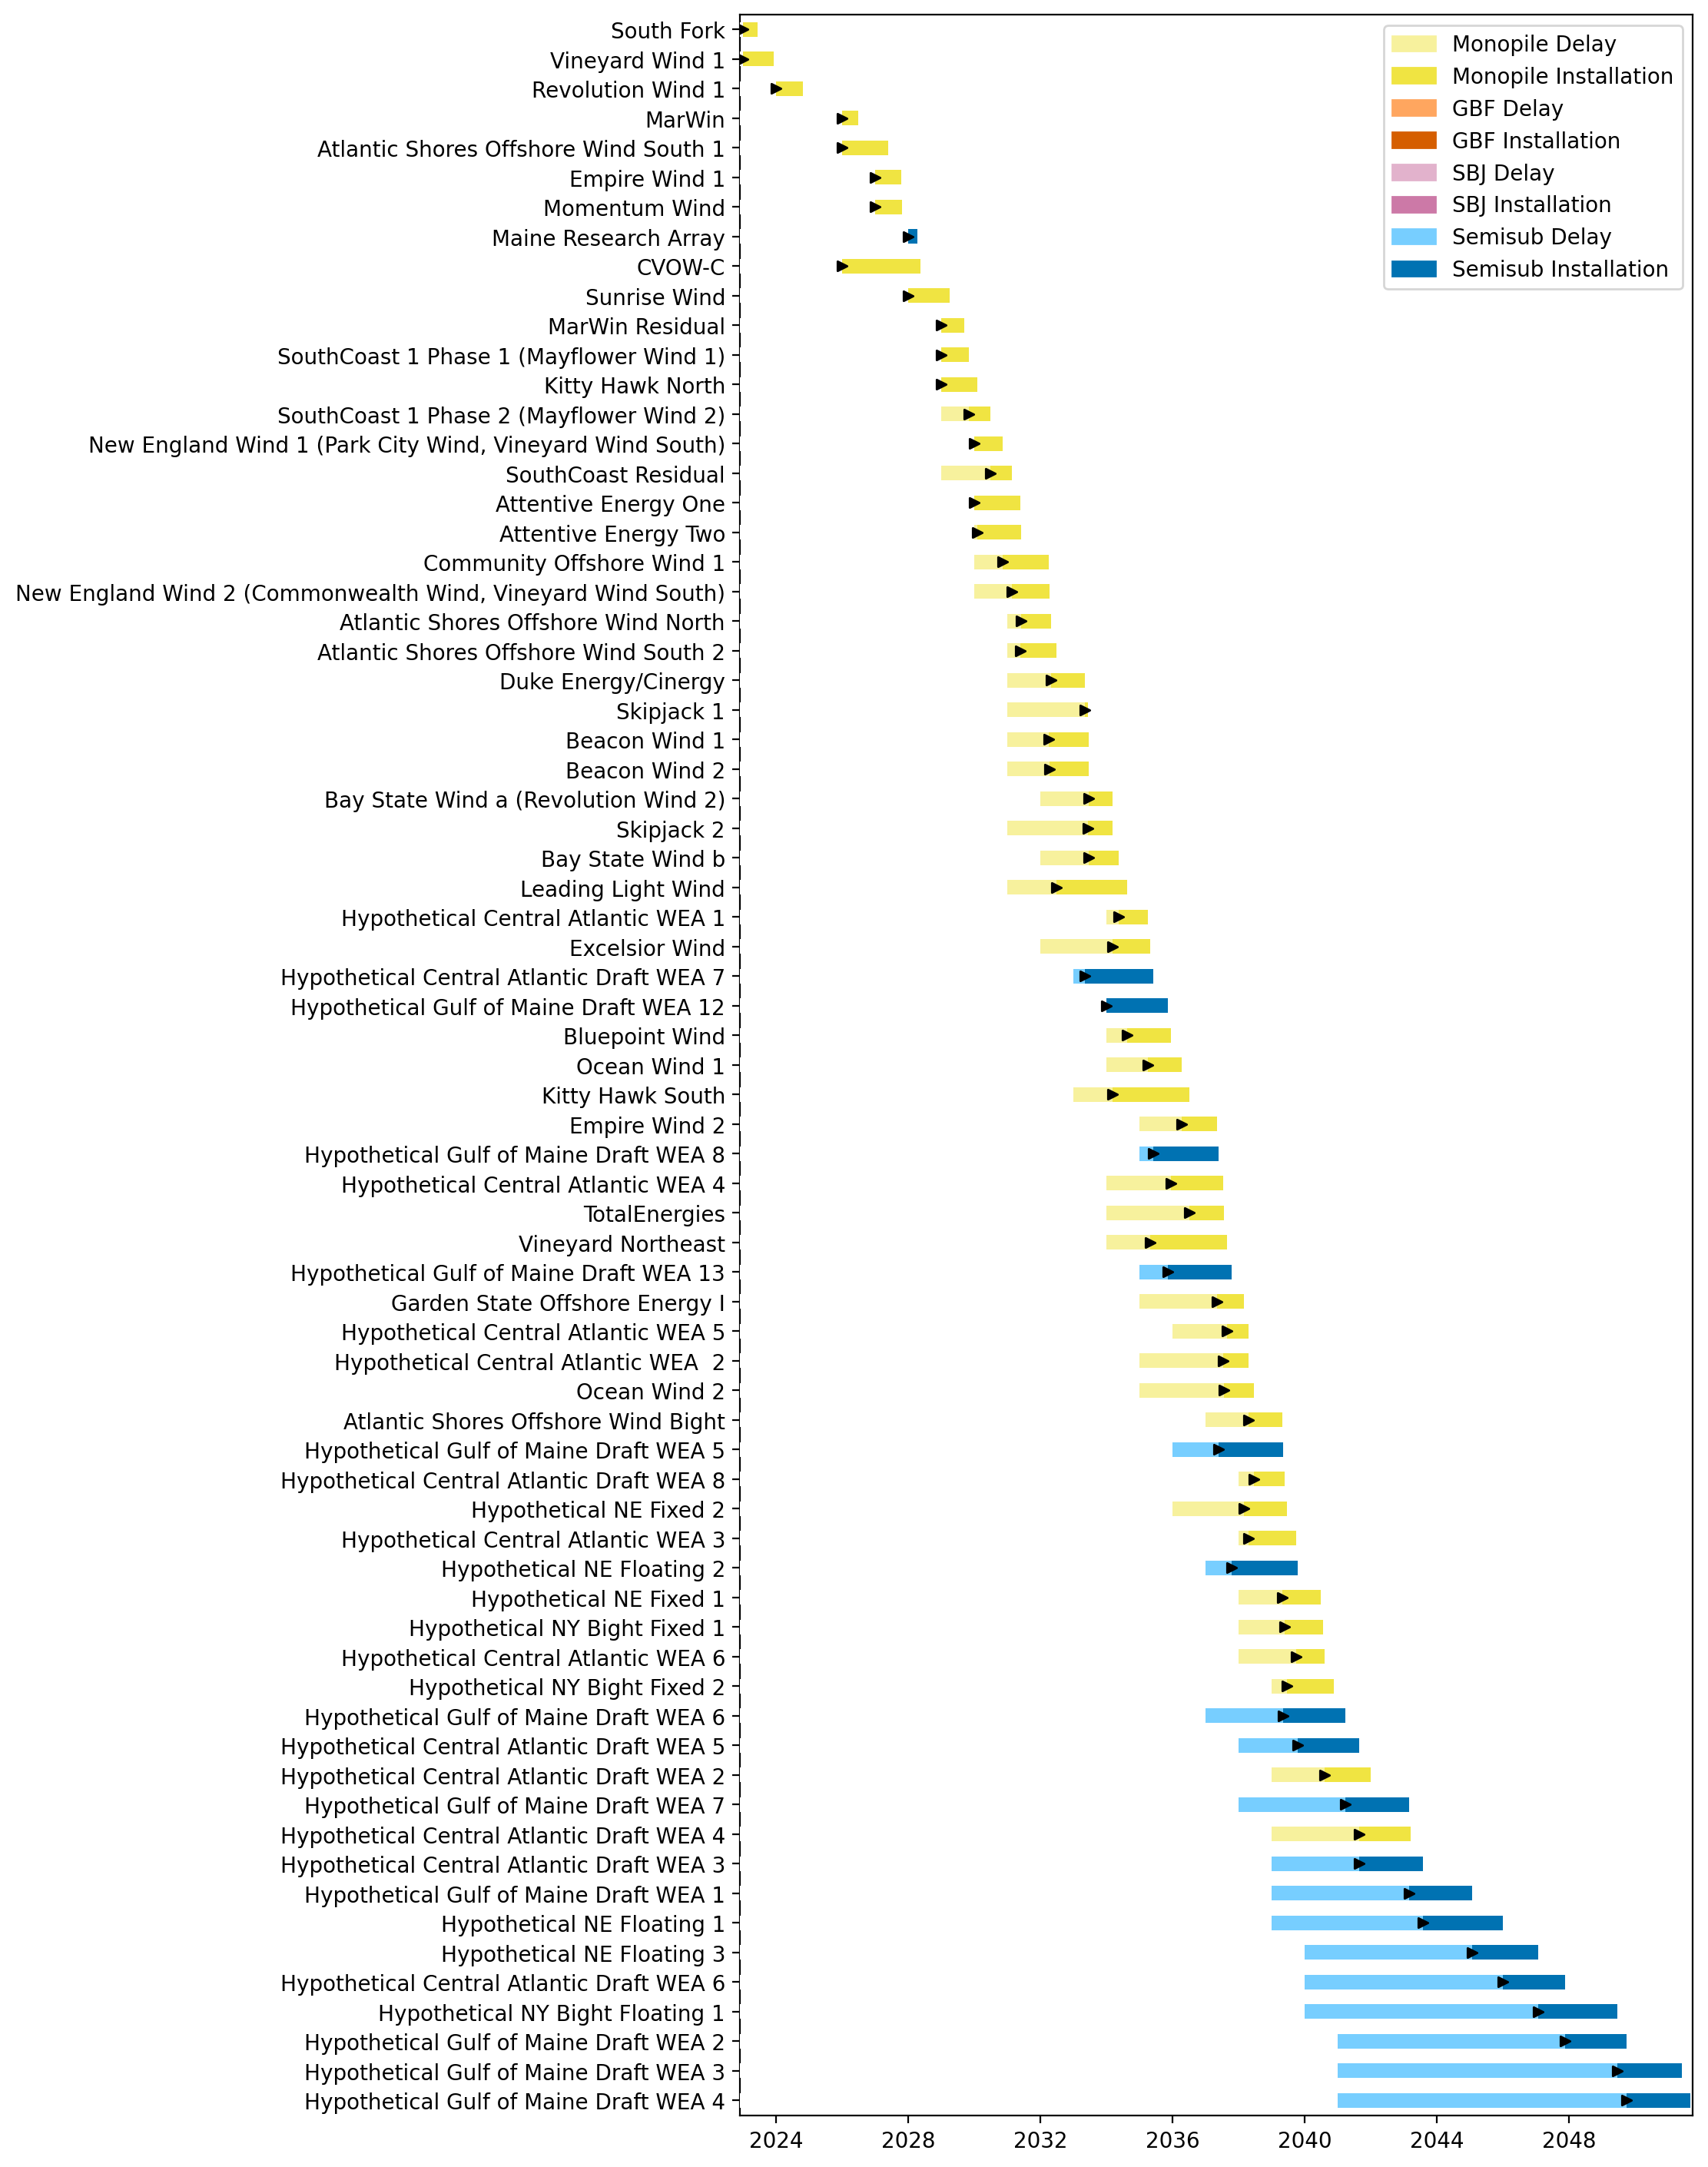 South Fork
Vineyard Wind 1
Revolution Wind 1
MarWin
Atlantic Shores Offshore Wind South 1
Empire Wind 1
Momentum Wind
Maine Research Array
CVOW-C
Sunrise Wind
MarWin Residual
SouthCoast 1 Phase 1 (Mayflower Wind 1)
Kitty Hawk North
SouthCoast 1 Phase 2 (Mayflower Wind 2)
New England Wind 1 (Park City Wind, Vineyard Wind South)
SouthCoast Residual
Attentive Energy One
Attentive Energy Two
Community Offshore Wind 1
New England Wind 2 (Commonwealth Wind, Vineyard Wind South)
Atlantic Shores Offshore Wind North
Atlantic Shores Offshore Wind South 2
Duke Energy/Cinergy
Skipjack 1
Beacon Wind 1
Beacon Wind 2
Bay State Wind a (Revolution Wind 2)
Skipjack 2
Bay State Wind b
Leading Light Wind
Hypothetical Central Atlantic WEA 1
Excelsior Wind
Hypothetical Central Atlantic Draft WEA 7
Hypothetical Gulf of Maine Draft WEA 12
Bluepoint Wind
Ocean Wind 1
Kitty Hawk South
Empire Wind 2
Hypothetical Gulf of Maine Draft WEA 8
Hypothetical Central Atlantic WEA 4
TotalEnergies
Vineyard Northeast
Hypothetical Gulf of Maine Draft WEA 13
Garden State Offshore Energy I
Hypothetical Central Atlantic WEA 5
Hypothetical Central Atlantic WEA  2
Ocean Wind 2
Atlantic Shores Offshore Wind Bight
Hypothetical Gulf of Maine Draft WEA 5
Hypothetical Central Atlantic Draft WEA 8
Hypothetical NE Fixed 2
Hypothetical Central Atlantic WEA 3
Hypothetical NE Floating 2
Hypothetical NE Fixed 1
Hypothetical NY Bight Fixed 1
Hypothetical Central Atlantic WEA 6
Hypothetical NY Bight Fixed 2
Hypothetical Gulf of Maine Draft WEA 6
Hypothetical Central Atlantic Draft WEA 5
Hypothetical Central Atlantic Draft WEA 2
Hypothetical Gulf of Maine Draft WEA 7
Hypothetical Central Atlantic Draft WEA 4
Hypothetical Central Atlantic Draft WEA 3
Hypothetical Gulf of Maine Draft WEA 1
Hypothetical NE Floating 1
Hypothetical NE Floating 3
Hypothetical Central Atlantic Draft WEA 6
Hypothetical NY Bight Floating 1
Hypothetical Gulf of Maine Draft WEA 2
Hypothetical Gulf of Maine Draft WEA 3
Hypothetical Gulf of Maine Draft WEA 4
2024 2028 2032 2036 2040 2044 2048
Monopile Delay
Monopile Installation
GBF Delay
GBF Installation
SBJ Delay
SBJ Installation
Semisub Delay
Semisub Installation